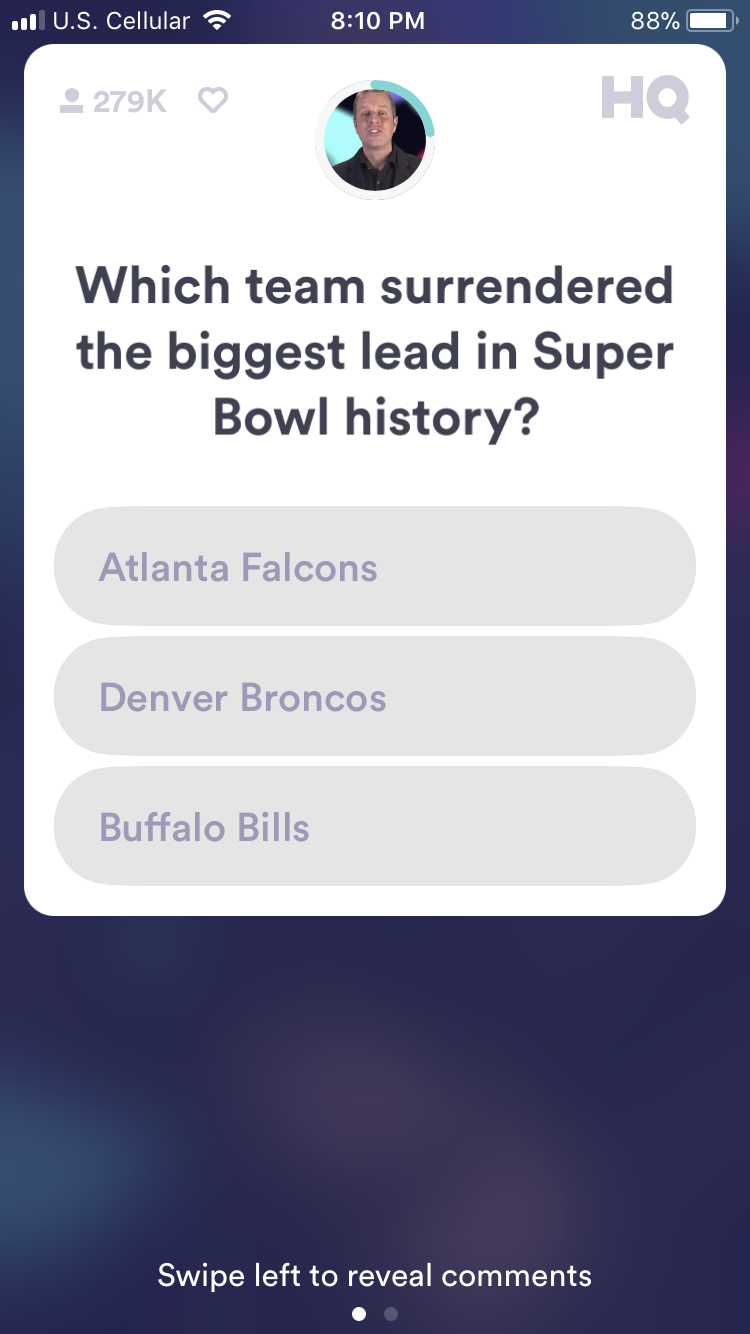 U.S. Cellular 8:10 PM 88%
279K HQ
Which team surrendered
the biggest lead in Super
Bowl history?
Atlanta Falcons
Denver Broncos
Buffalo Bills
Swipe left to reveal comments